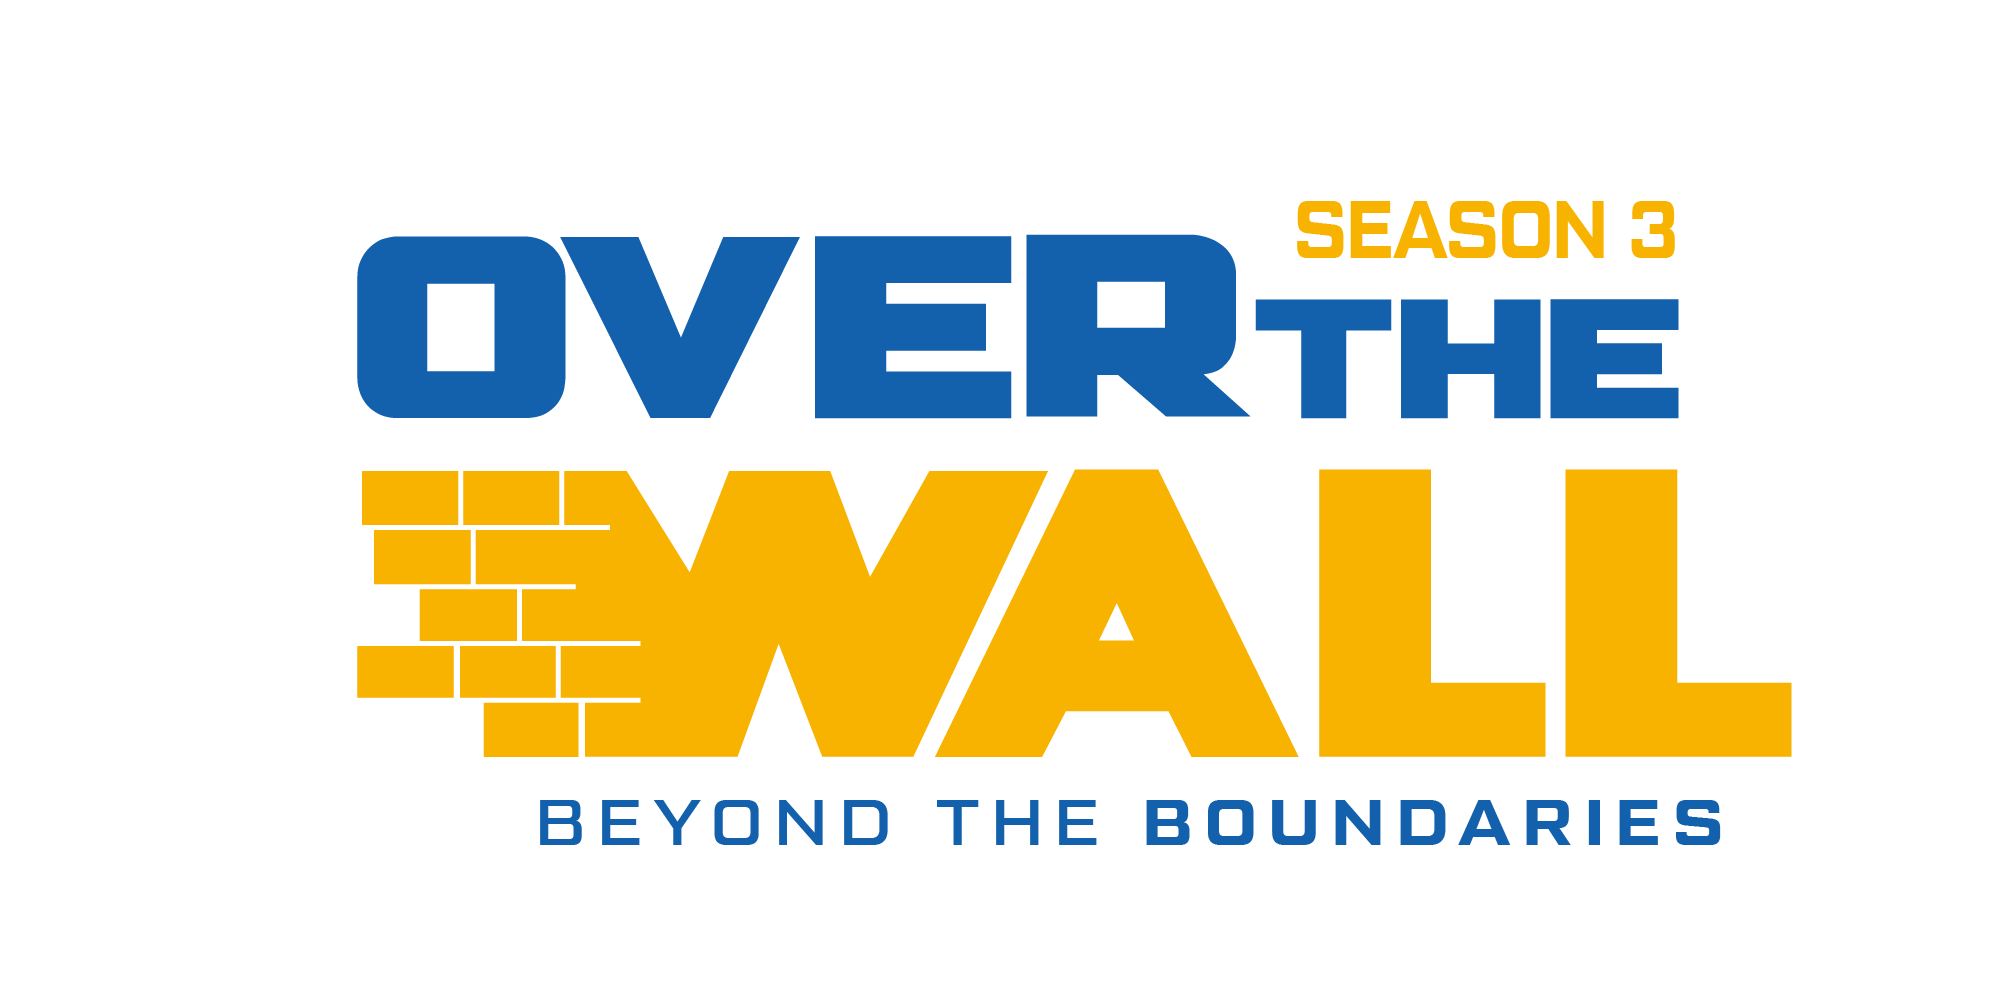 SEASON 3
OVER THE
WALL
BEYOND THE BOUNDARIES